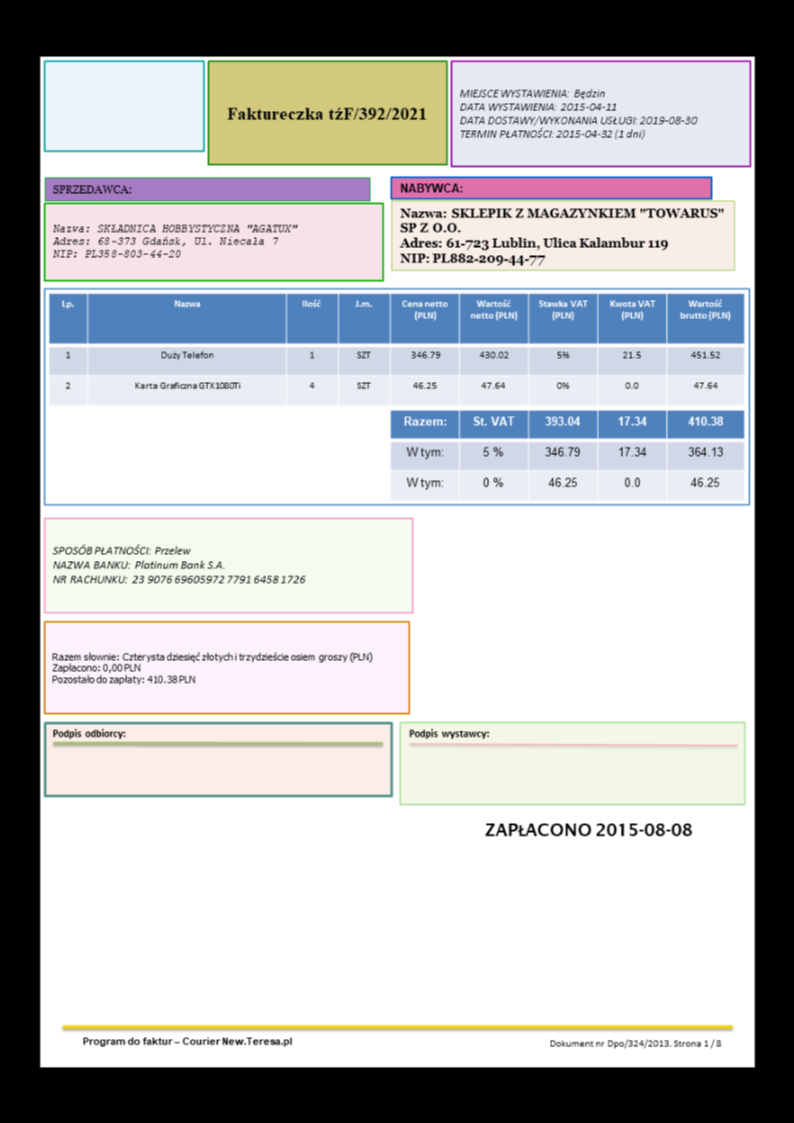 Faktureczka tźF/392/2021
MIEJSCE WYSTAWIENIA: Będzin
DATA WYSTAWIENIA: 2015-04-11
DATA DOSTAWY/WYKONANIA USŁUGI: 2019-08-30
TERMIN PŁATNOŚCI: 2015-04-32 (1 dni)
SPRZEDAWCA:
Nazwa: SKŁADNICA HOBBYSTYCZNA "AGATUX"
Adres: 68-373 Gdańsk, Ul. Niecała 7
NIP: PL358-803-44-20
NABYWCA:
Nazwa: SKLEPIK Z MAGAZYNKIEM "TOWARUS"
SP Z O.O.
Adres: 61-723 Lublin, Ulica Kalambur 119
NIP: PL882-209-44-77
Lp. Nazwa Ilość J.m. Cena netto (PLN) Wartość netto (PLN) Stawka VAT (PLN) Kwota VAT (PLN) Wartość brutto (PLN)
1 Duży Telefon 1 SZT 346.79 430.02 5% 21.5 451.52
2 Karta Graficzna GTX1080Ti 4 SZT 46.25 47.64 0% 0.0 47.64
Razem: St. VAT 393.04 17.34 410.38
W tym: 5 % 346.79 17.34 364.13
W tym: 0 % 46.25 0.0 46.25
SPOSÓB PŁATNOŚCI: Przelew
NAZWA BANKU: Platinum Bank S.A.
NR RACHUNKU: 23 9076 69605972 7791 6458 1726
Razem słownie: Czterysta dziesięć złotych i trzydzieście osiem groszy (PLN)
Zapłacono: 0,00 PLN
Pozostało do zapłaty: 410.38 PLN
Podpis odbiorcy:
Podpis wystawcy:
ZAPŁACONO 2015-08-08
Program do faktur – Courier New.Teresa.pl
Dokument nr Dpo/324/2013. Strona 1 / 8